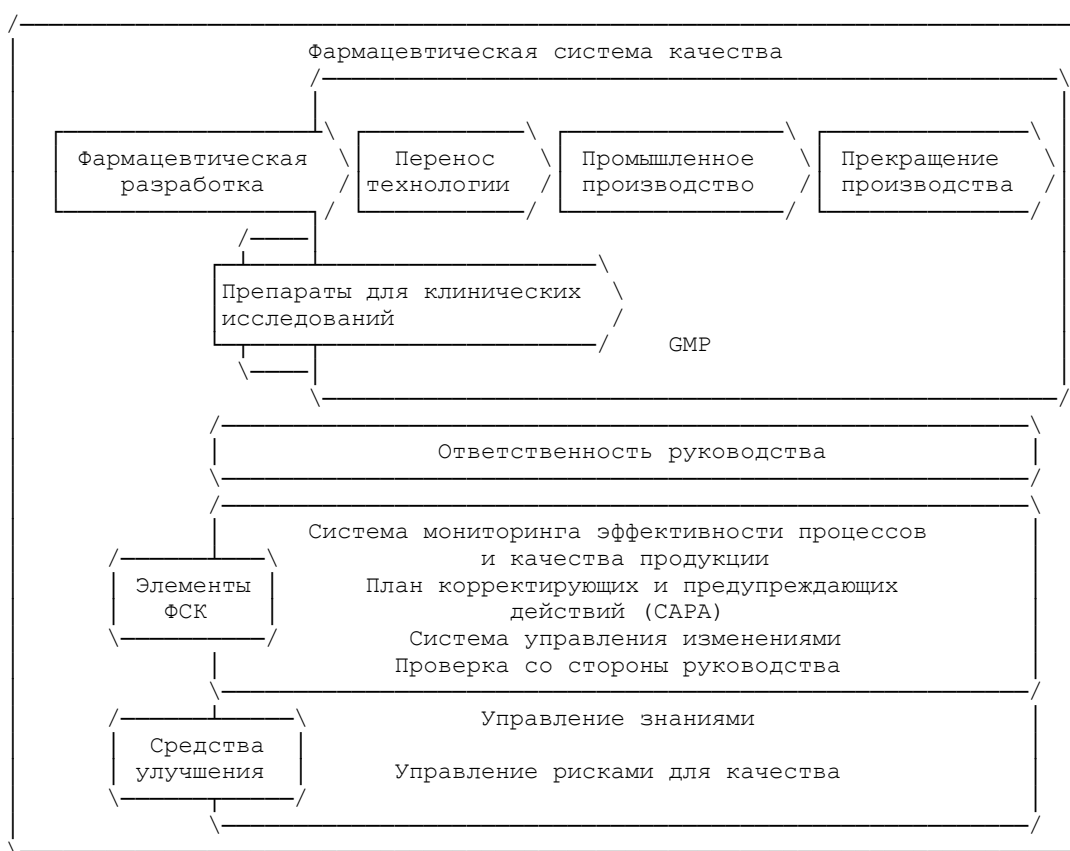 Фармацевтическая система качества
Фармацевтическая Перенос Промышленное Прекращение
разработка технологии производство производства
Препараты для клинических
исследований
GMP
Ответственность руководства
Система мониторинга эффективности процессов
и качества продукции
Элементы План корректирующих и предупреждающих
ФСК действий (САРА)
Система управления изменениями
Проверка со стороны руководства
Управление знаниями
Средства
улучшения Управление рисками для качества